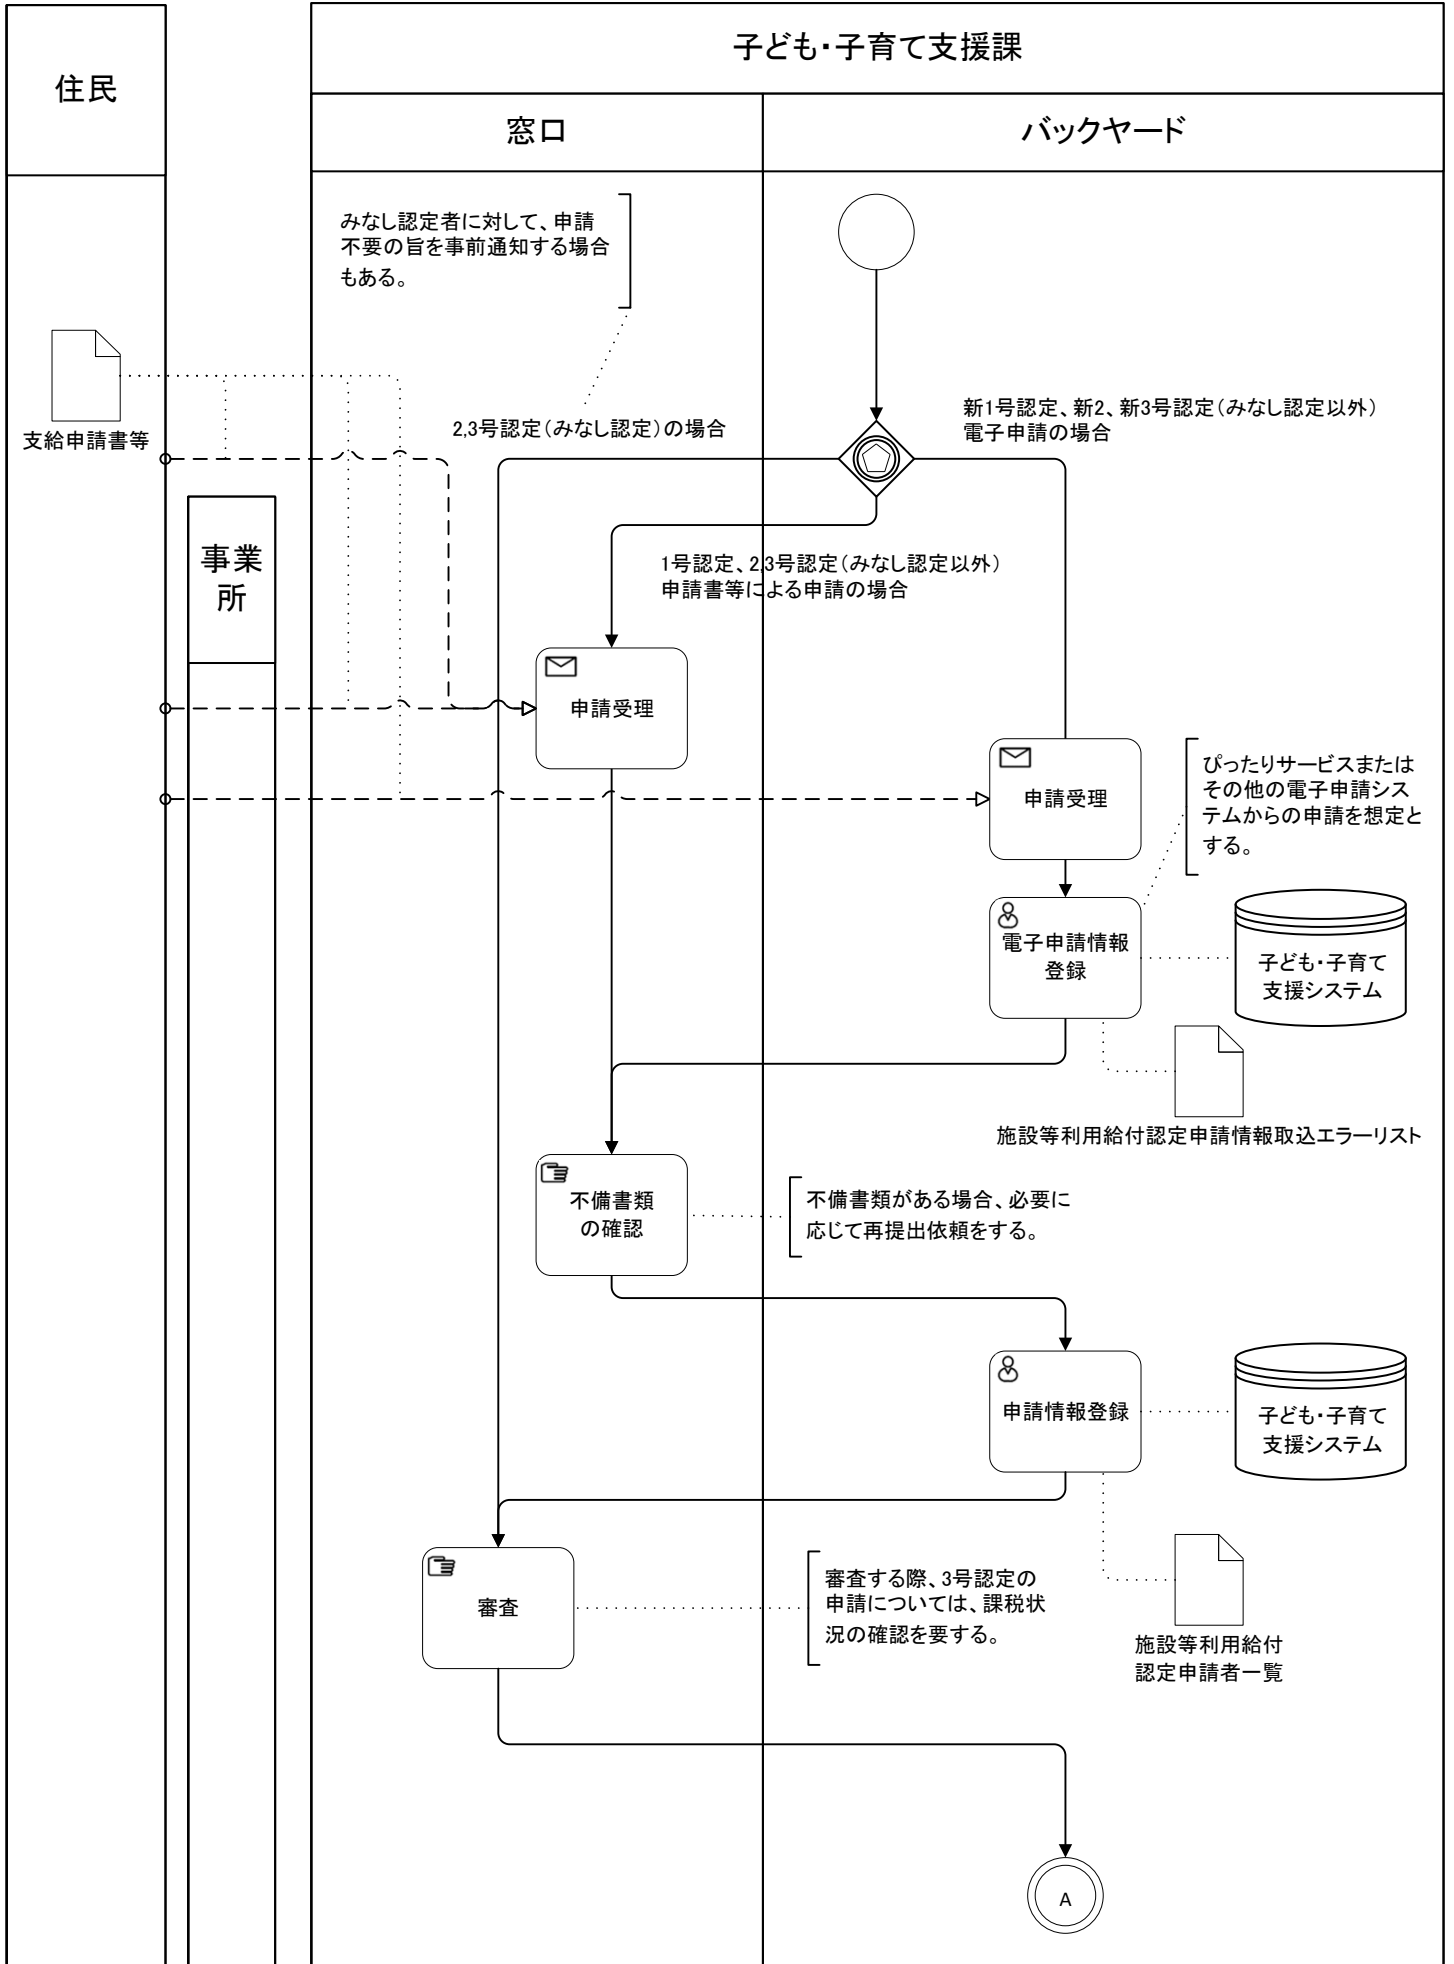 子ども・子育て支援課
住民
窓口
バックヤード
みなし認定者に対して、申請
不要の旨を事前通知する場合
もある。
支給申請書等
2,3号認定（みなし認定）の場合
新1号認定、新2、新3号認定（みなし認定以外）
電子申請の場合
事業
所
1号認定、2,3号認定（みなし認定以外）
申請書等による申請の場合
申請受理
申請受理
ぴったりサービスまたは
その他の電子申請シス
テムからの申請を想定と
する。
電子申請情報
登録
子ども・子育て
支援システム
施設等利用給付認定申請情報取込エラーリスト
不備書類
の確認
不備書類がある場合、必要に
応じて再提出依頼をする。
申請情報登録
子ども・子育て
支援システム
審査
審査する際、3号認定の
申請については、課税状
況の確認を要する。
施設等利用給付
認定申請者一覧
A